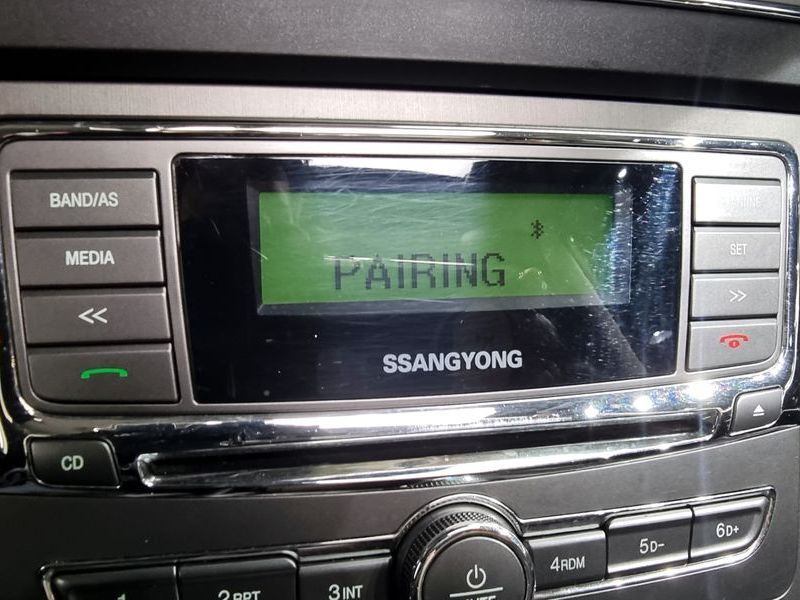 BAND/AS
MEDIA
SET
PAIRING
SSANGYONG
CD
3INT
4RDM
5D-
6D+